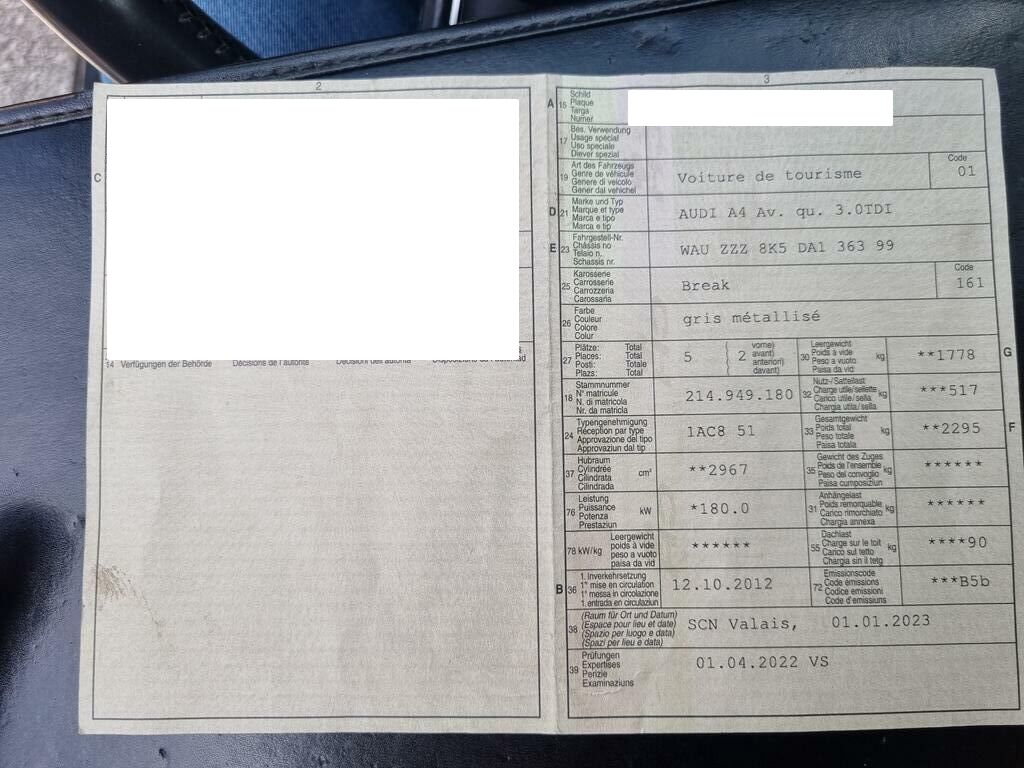 2
C
14 Verfügungen der Behörde Décisions de l'autorité
3
A 15 Schild
Plaque
Targa
Numer
17 Bes. Verwendung
Usage spécial
Uso speciale
Diever spezial
19 Art des Fahrzeugs
Genre de véhicule
Genere di veicolo
Gener dal vehichel
Voiture de tourisme
Code
01
D 21 Marke und Typ
Marque et type
Marca e tipo
Marca e tip
AUDI A4 Av. qu. 3.0TDI
E 23 Fahrgestell-Nr.
Châssis no
Telaio n.
Schassis nr.
WAU ZZZ 8K5 DA1 363 99
25 Karosserie
Carrosserie
Carrozzeria
Carossaria
Break
Code
161
26 Farbe
Couleur
Colore
Colur
gris métallisé
27 Plätze: Total
Places: Total
Posti: Totale
Plazs: Total
5 ( 2 vorne)
avant)
anteriori)
davant)
30 Leergewicht
Poids à vide
Peso a vuoto
Paisa da vid
kg
**1778
G
18 Stammnummer
N° matricule
N. di matricola
Nr. da matricla
214.949.180
32 Nutz-/Sattellast
Charge utile/sellette
Carico utile/sella
Chargia utila/sella
kg
***517
24 Typengenehmigung
Réception par type
Approvazione del tipo
Approvaziun dal tip
1AC8 51
33 Gesamtgewicht
Poids total
Peso totale
Paisa totala
kg
**2295
F
37 Hubraum
Cylindrée
Cilindrata
Cilindrada
cm³
**2967
35 Gewicht des Zuges
Poids de l'ensemble
Peso del convoglio
Paisa cumposiziun
kg
******
76 Leistung
Puissance
Potenza
Prestaziun
kW
*180.0
31 Anhängelast
Poids remorquable
Carico rimorchiato
Chargia annexa
kg
******
78 kW/kg Leergewicht
poids à vide
peso a vuoto
paisa da vid
******
55 Dachlast
Charge sur le toit
Carico sul tetto
Chargia sin il tetg
kg
****90
B 36 1. Inverkehrsetzung
1re mise en circulation
1a messa in circolazione
1. entrada en circulaziun
12.10.2012
72 Emissionscode
Code émissions
Codice emissioni
Code d'emissiuns
***B5b
38 (Raum für Ort und Datum)
(Espace pour lieu et date)
(Spazio per luogo e data)
(Spazi per lieu e data)
SCN Valais, 01.01.2023
39 Prüfungen
Expertises
Perizie
Examinaziuns
01.04.2022 VS